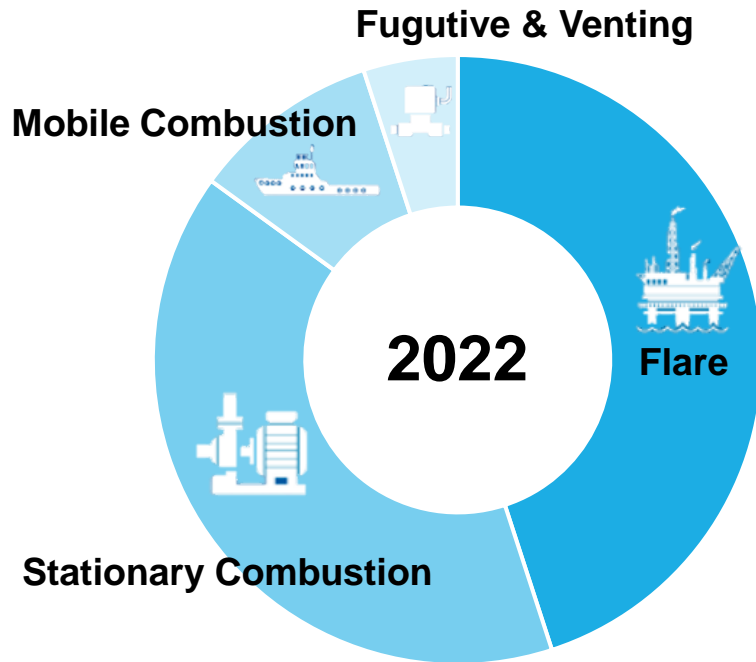 Fugutive & Venting
Mobile Combustion
2022
Flare
Stationary Combustion